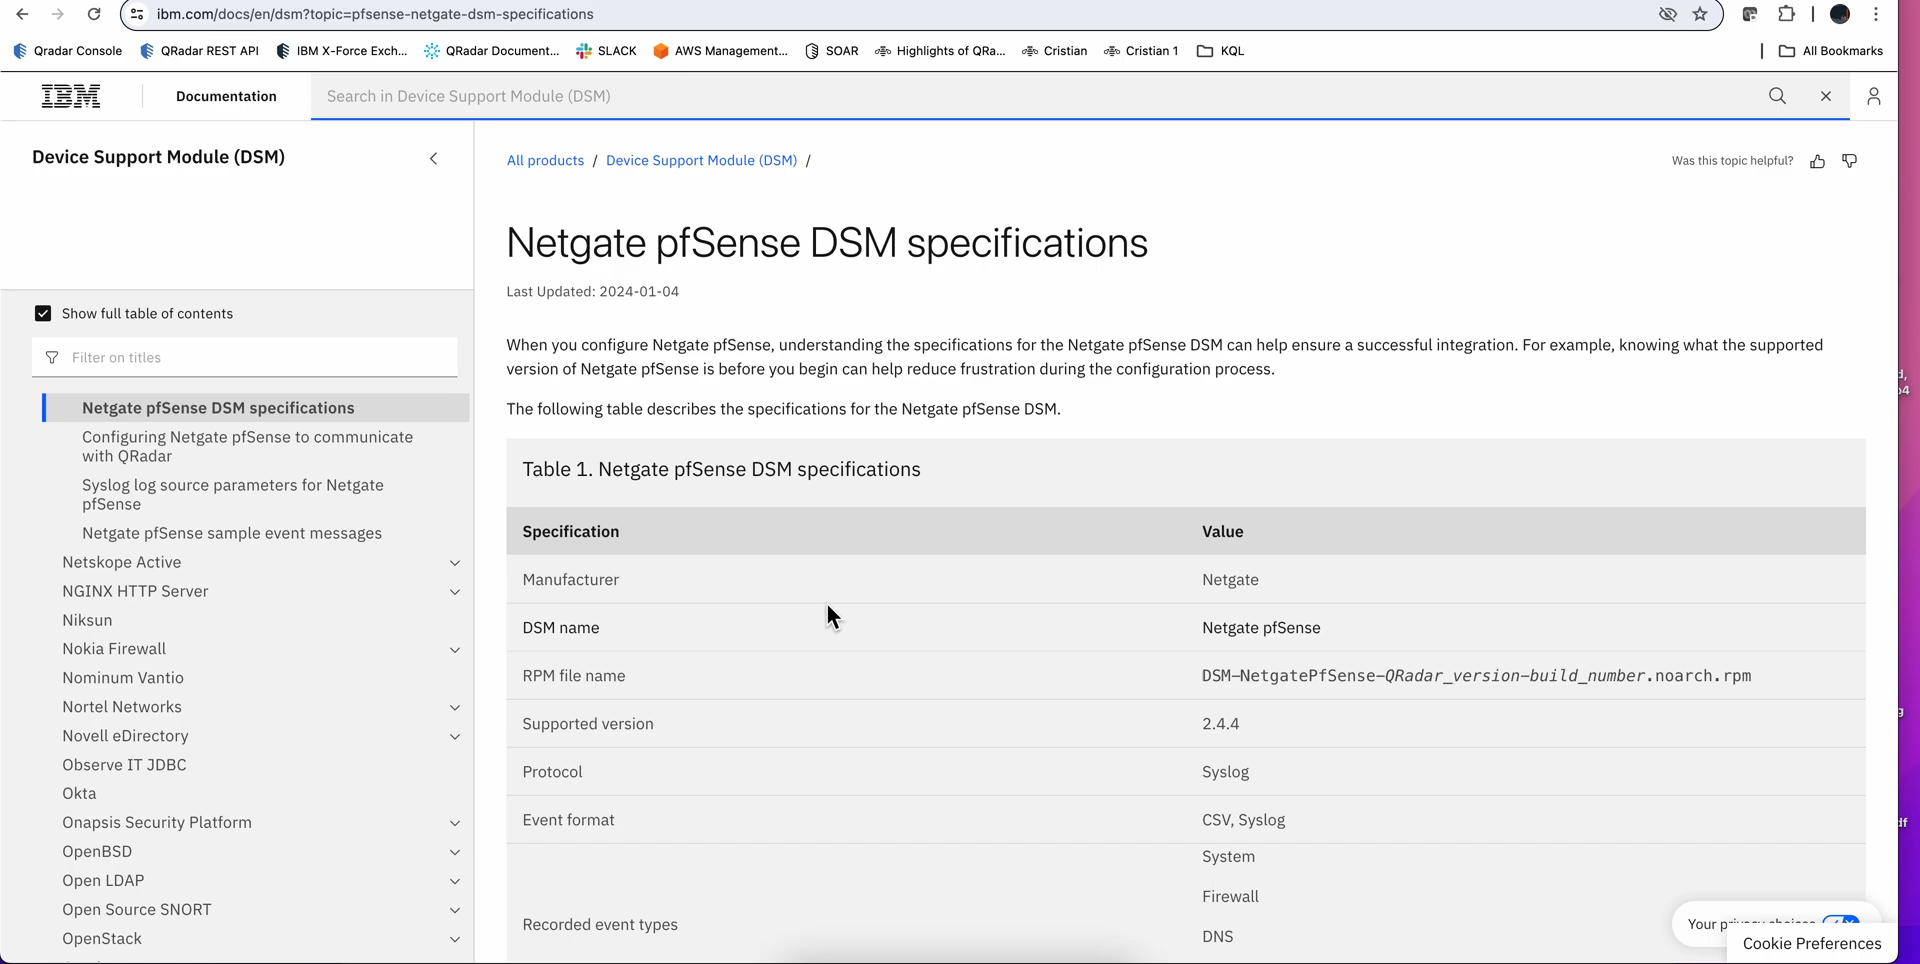 ibm.com/docs/en/dsm?topic=pfsense-netgate-dsm-specifications
Qradar Console
QRadar REST API
IBM X-Force Exch...
QRadar Document...
SLACK
AWS Management...
SOAR
Highlights of QRa...
Cristian
Cristian 1
KQL
All Bookmarks
IBM
Documentation
Search in Device Support Module (DSM)
Device Support Module (DSM)
Show full table of contents
Filter on titles
Netgate pfSense DSM specifications
Configuring Netgate pfSense to communicate
with QRadar
Syslog log source parameters for Netgate
pfSense
Netgate pfSense sample event messages
Netskope Active
NGINX HTTP Server
Niksun
Nokia Firewall
Nominum Vantio
Nortel Networks
Novell eDirectory
Observe IT JDBC
Okta
Onapsis Security Platform
OpenBSD
Open LDAP
Open Source SNORT
OpenStack
All products / Device Support Module (DSM) /
Was this topic helpful?
Netgate pfSense DSM specifications
Last Updated: 2024-01-04
When you configure Netgate pfSense, understanding the specifications for the Netgate pfSense DSM can help ensure a successful integration. For example, knowing what the supported
version of Netgate pfSense is before you begin can help reduce frustration during the configuration process.
The following table describes the specifications for the Netgate pfSense DSM.
Table 1. Netgate pfSense DSM specifications
Specification Value
Manufacturer Netgate
DSM name Netgate pfSense
RPM file name DSM-NetgatePfSense-QRadar_version-build_number.noarch.rpm
Supported version 2.4.4
Protocol Syslog
Event format CSV, Syslog
Recorded event types
System
Firewall
DNS
Your privacy choices
Cookie Preferences